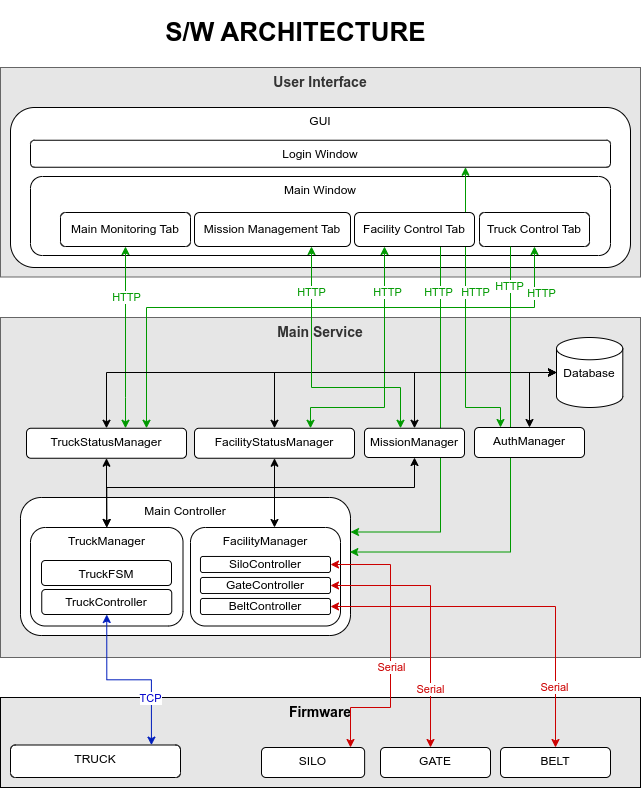 S/W ARCHITECTURE
User Interface
GUI
Login Window
Main Window
Main Monitoring Tab
Mission Management Tab
Facility Control Tab
Truck Control Tab
HTTP
HTTP
HTTP
HTTP
HTTP
HTTP
HTTP
Main Service
Database
TruckStatusManager
FacilityStatusManager
MissionManager
AuthManager
Main Controller
TruckManager
FacilityManager
TruckFSM
TruckController
SiloController
GateController
BeltController
Serial
Serial
Serial
TCP
Firmware
TRUCK
SILO
GATE
BELT